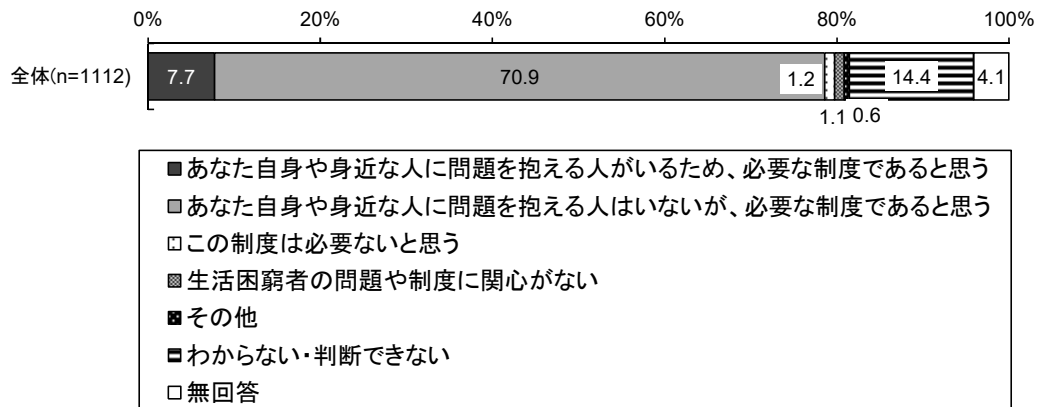 0% 20% 40% 60% 80% 100%
全体(n=1112) 7.7 70.9 1.2 14.4 4.1
1.1 0.6
あなた自身や身近な人に問題を抱える人がいるため、必要な制度であると思う
あなた自身や身近な人に問題を抱える人はいないが、必要な制度であると思う
この制度は必要ないと思う
生活困窮者の問題や制度に関心がない
その他
わからない・判断できない
無回答